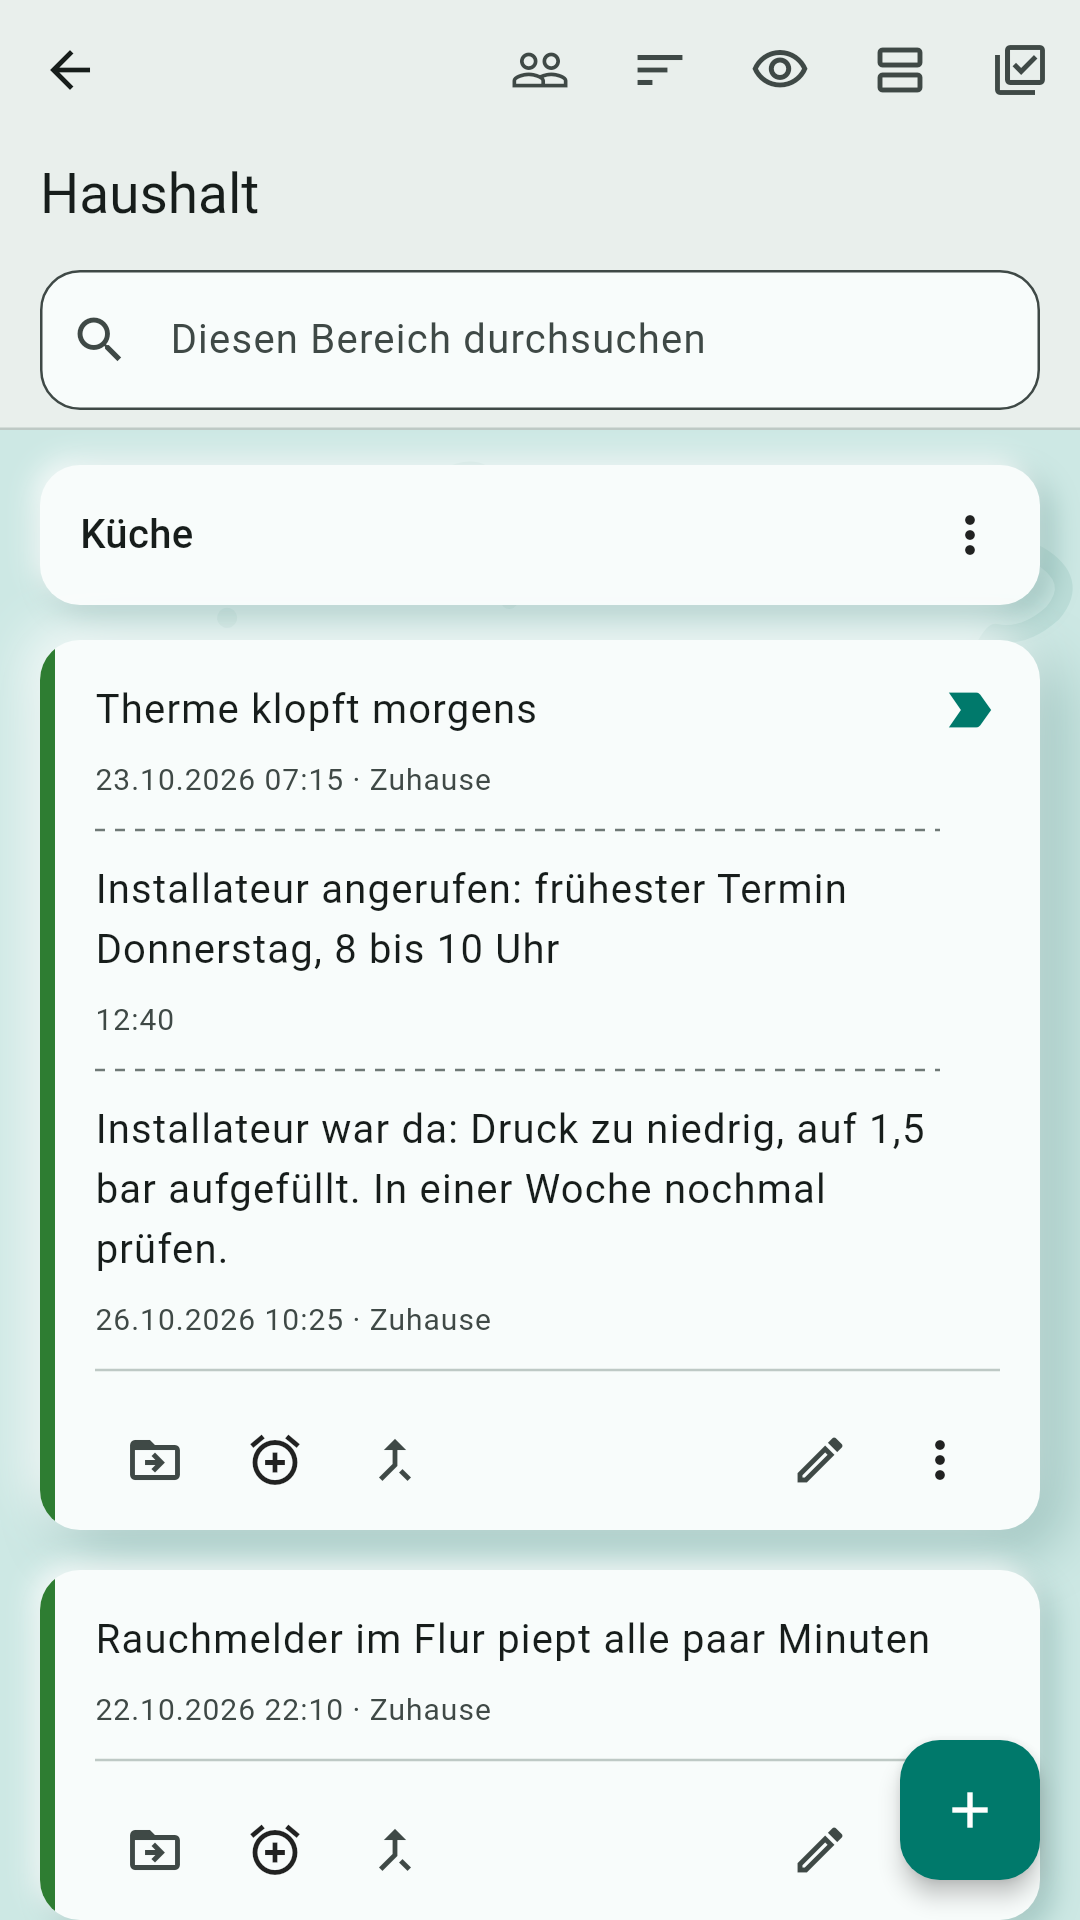 Haushalt
Diesen Bereich durchsuchen
Küche
Therme klopft morgens
23.10.2026 07:15 · Zuhause
Installateur angerufen: frühester Termin
Donnerstag, 8 bis 10 Uhr
12:40
Installateur war da: Druck zu niedrig, auf 1,5
bar aufgefüllt. In einer Woche nochmal
prüfen.
26.10.2026 10:25 · Zuhause
Rauchmelder im Flur piept alle paar Minuten
22.10.2026 22:10 · Zuhause